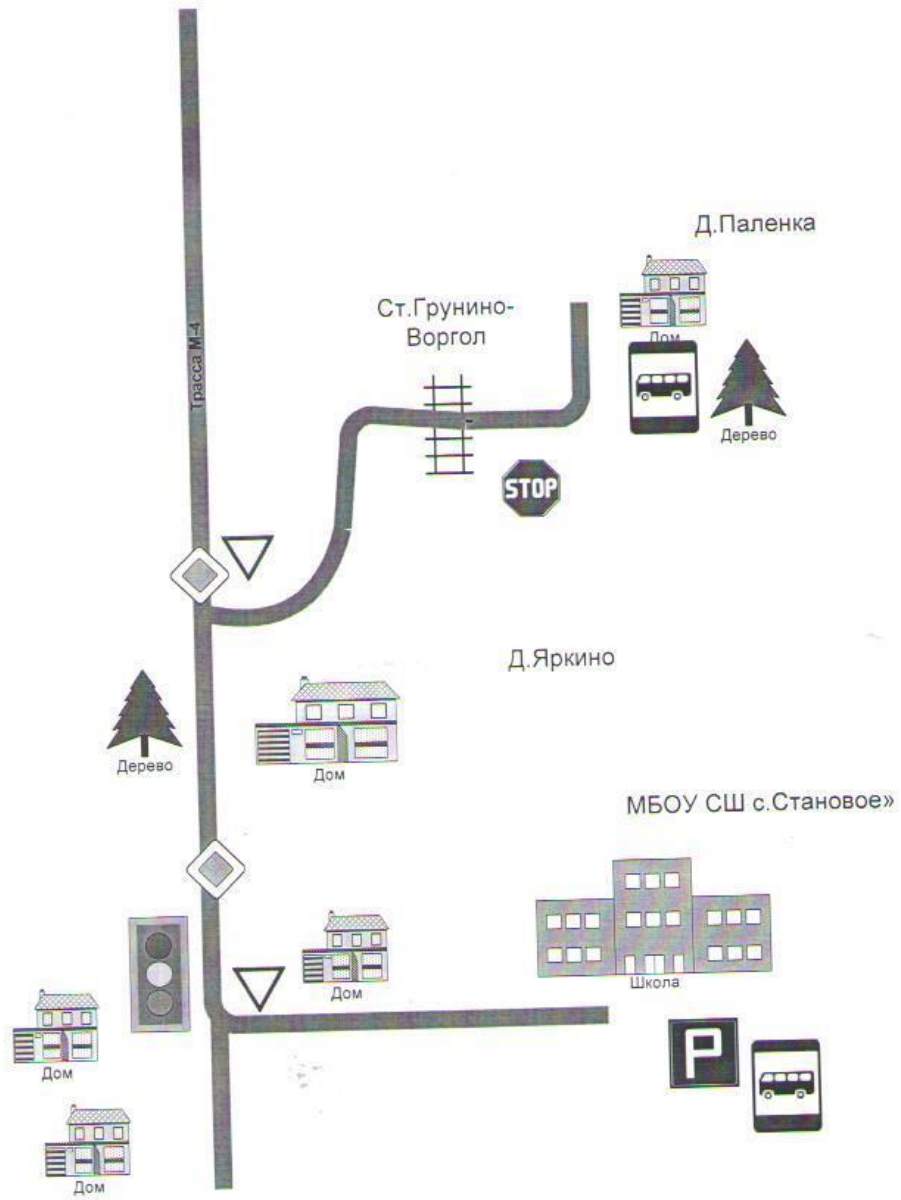 Д.Паленка
Ст.Грунино-
Воргол
Дом
Трасса М-4
Дерево
STOP
Д.Яркино
Дерево
Дом
МБОУ СШ с.Становое»
Школа
Дом
P
Дом
Дом